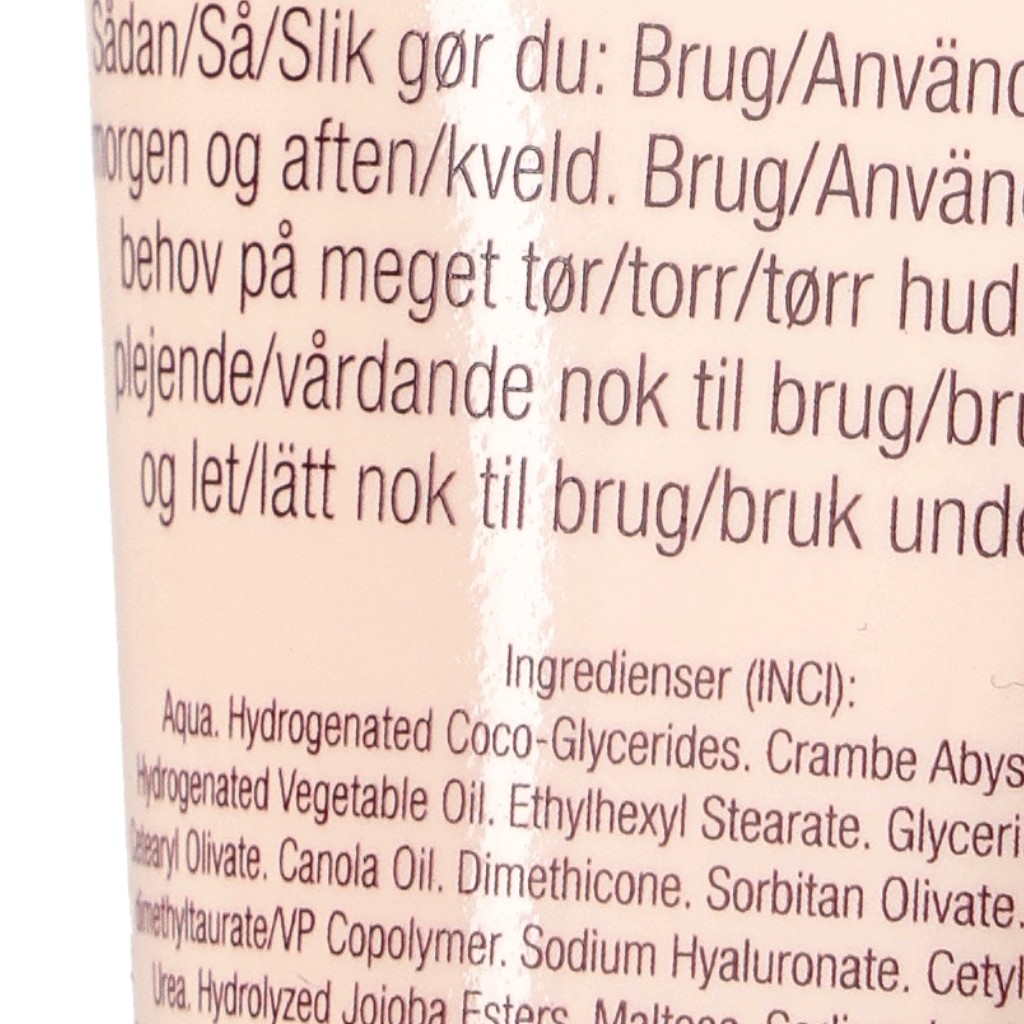 Sådan/Så/Slik gør du: Brug/Använd
morgen og aften/kveld. Brug/Använ
behov på meget tør/torr/tørr hud
plejende/vårdande nok til brug/bru
og let/lätt nok til brug/bruk unde
Ingredienser (INCI):
Aqua. Hydrogenated Coco-Glycerides. Crambe Abys
Hydrogenated Vegetable Oil. Ethylhexyl Stearate. Glyceri
Cetearyl Olivate. Canola Oil. Dimethicone. Sorbitan Olivate.
dimethyltaurate/VP Copolymer. Sodium Hyaluronate. Cetyl
Urea. Hydrolyzed Jojoba Esters. Maltose.